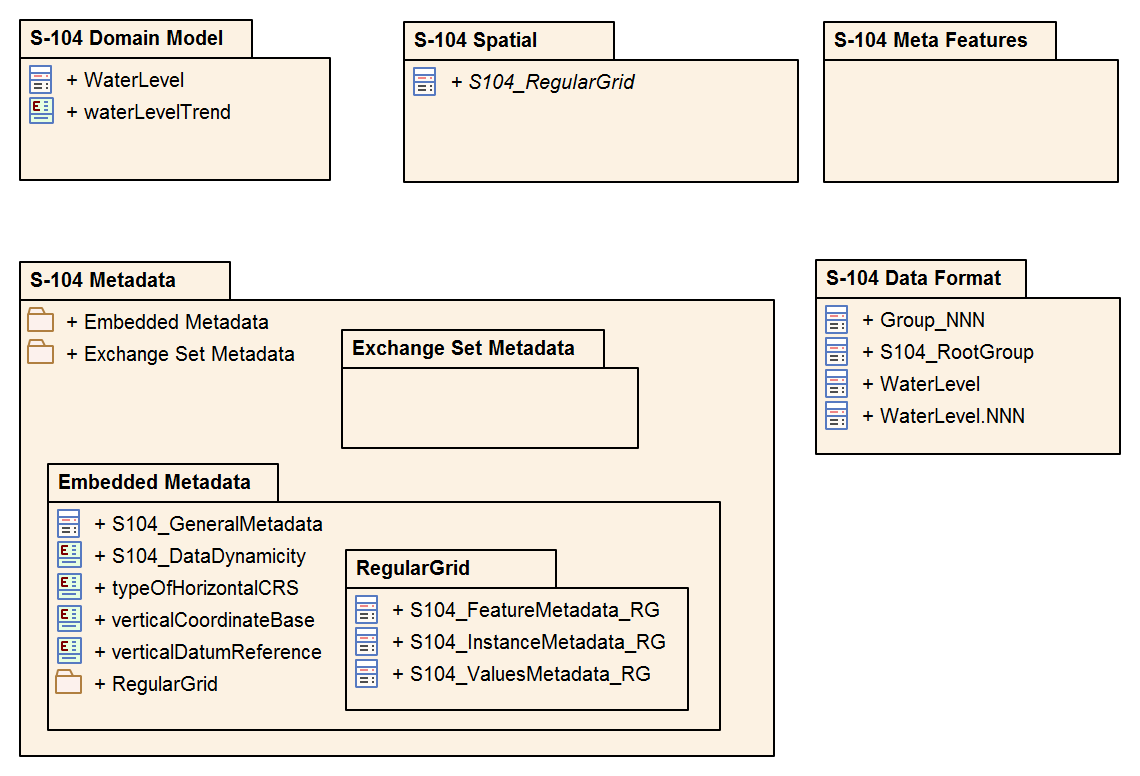 S-104 Domain Model
+ WaterLevel
+ waterLevelTrend
S-104 Spatial
+ S104_RegularGrid
S-104 Meta Features
S-104 Metadata
+ Embedded Metadata
+ Exchange Set Metadata
Exchange Set Metadata
Embedded Metadata
+ S104_GeneralMetadata
+ S104_DataDynamicity
+ typeOfHorizontalCRS
+ verticalCoordinateBase
+ verticalDatumReference
+ RegularGrid
RegularGrid
+ S104_FeatureMetadata_RG
+ S104_InstanceMetadata_RG
+ S104_ValuesMetadata_RG
S-104 Data Format
+ Group_NNN
+ S104_RootGroup
+ WaterLevel
+ WaterLevel.NNN